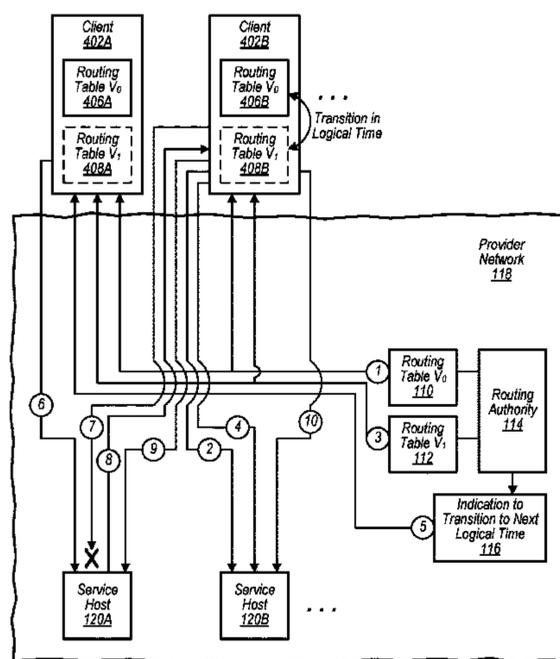 Client
402A
Routing
Table V0
406A
Routing
Table V1
408A
Client
402B
Routing
Table V0
406B
Routing
Table V1
408B
. . .
Transition in
Logical Time
Provider
Network
118
1
Routing
Table V0
110
3
Routing
Table V1
112
Routing
Authority
114
5
Indication to
Transition to Next
Logical Time
116
6
7
8
9
2
4
10
X
Service
Host
120A
Service
Host
120B
. . .